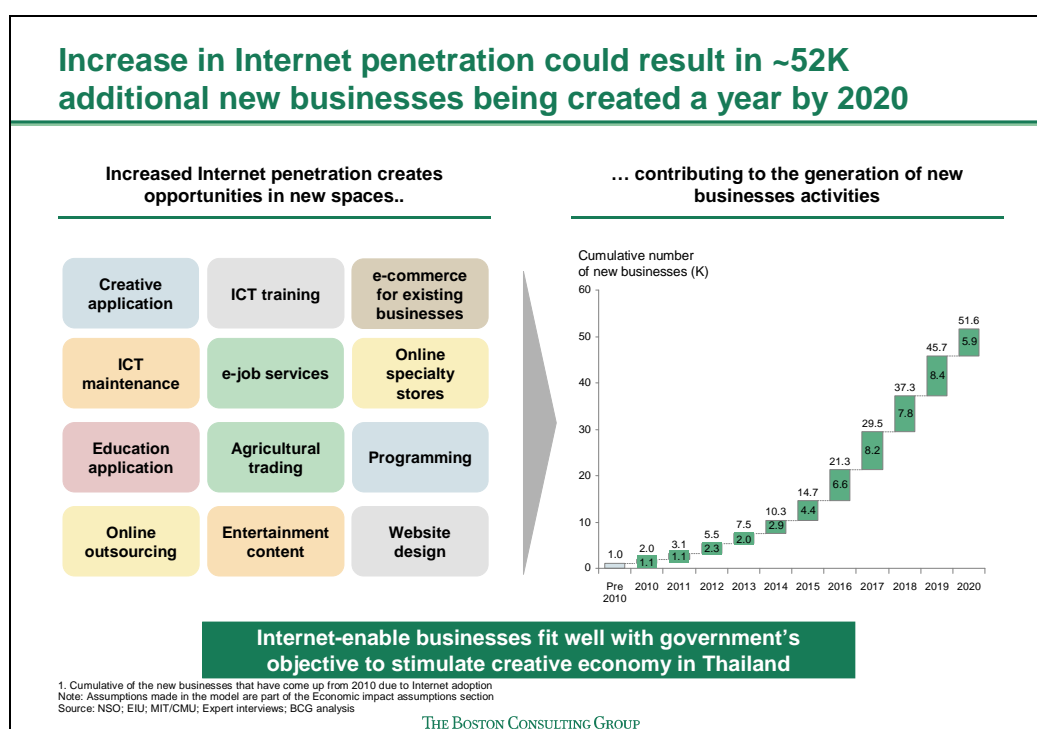 Increase in Internet penetration could result in ~52K
additional new businesses being created a year by 2020
Increased Internet penetration creates
opportunities in new spaces..
Creative
application
ICT training
e-commerce
for existing
businesses
ICT
maintenance
e-job services
Online
specialty
stores
Education
application
Agricultural
trading
Programming
Online
outsourcing
Entertainment
content
Website
design
… contributing to the generation of new
businesses activities
Cumulative number
of new businesses (K)
60
50
40
30
20
10
0
1.0
2.0
1.1
3.1
1.1
5.5
2.3
7.5
2.0
10.3
2.9
14.7
4.4
21.3
6.6
29.5
8.2
37.3
7.8
45.7
8.4
51.6
5.9
Pre
2010
2010 2011 2012 2013 2014 2015 2016 2017 2018 2019 2020
Internet-enable businesses fit well with government's
objective to stimulate creative economy in Thailand
1. Cumulative of the new businesses that have come up from 2010 due to Internet adoption
Note: Assumptions made in the model are part of the Economic impact assumptions section
Source: NSO; EIU; MIT/CMU; Expert interviews; BCG analysis
THE BOSTON CONSULTING GROUP